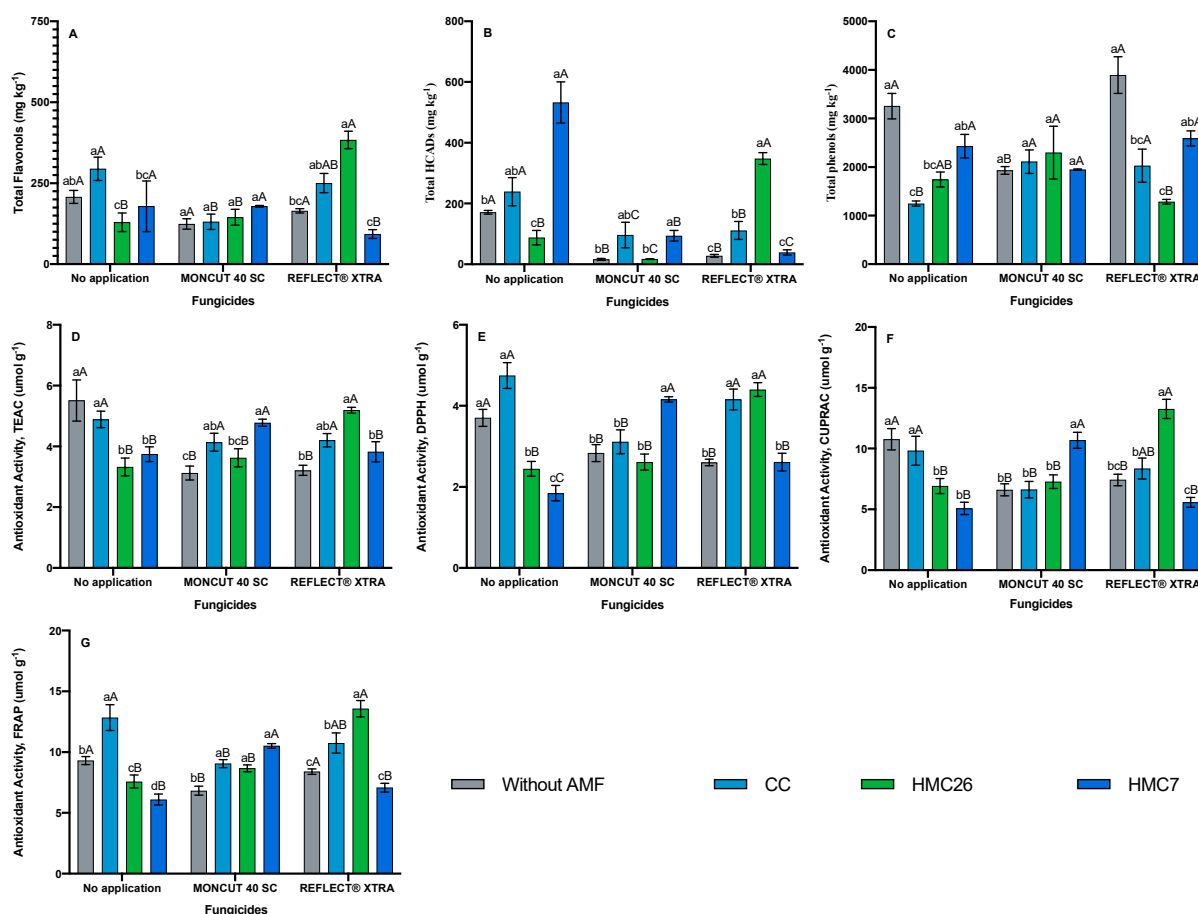 A
Total Flavonols (mg kg-1)
750
500
250
0
abA
aA
cB
bcA
aA
aB
aB
aA
bcA
abAB
aA
cB
No application
MONCUT 40 SC
REFLECT® XTRA
Fungicides
B
Total HCADs (mg kg-1)
800
600
400
200
0
bA
aA
cB
aA
bB
abC
bC
aB
cB
bB
aA
cC
No application
MONCUT 40 SC
REFLECT® XTRA
Fungicides
C
Total phenols (mg kg-1)
5000
4000
3000
2000
1000
0
aA
cB
bcAB
abA
aB
aA
aA
aA
aA
bcA
cB
abA
No application
MONCUT 40 SC
REFLECT® XTRA
Fungicides
D
Antioxidant Activity, TEAC (umol g-1)
8
6
4
2
0
aA
aA
bB
bB
cB
abA
bcB
aA
bB
abA
aA
bB
No application
MONCUT 40 SC
REFLECT® XTRA
Fungicides
E
Antioxidant Activity, DPPH (umol g-1)
6
4
2
0
aA
aA
bB
cC
bB
bB
bB
aA
bB
aA
aA
bB
No application
MONCUT 40 SC
REFLECT® XTRA
Fungicides
F
Antioxidant Activity, CUPRAC (umol g-1)
20
15
10
5
0
aA
aA
bB
bB
bB
bB
bB
aA
bcB
bAB
aA
cB
No application
MONCUT 40 SC
REFLECT® XTRA
Fungicides
G
Antioxidant Activity, FRAP (umol g-1)
20
15
10
5
0
bA
aA
cB
dB
bB
aB
aB
aA
cA
bAB
aA
cB
No application
MONCUT 40 SC
REFLECT® XTRA
Fungicides
Without AMF
CC
HMC26
HMC7